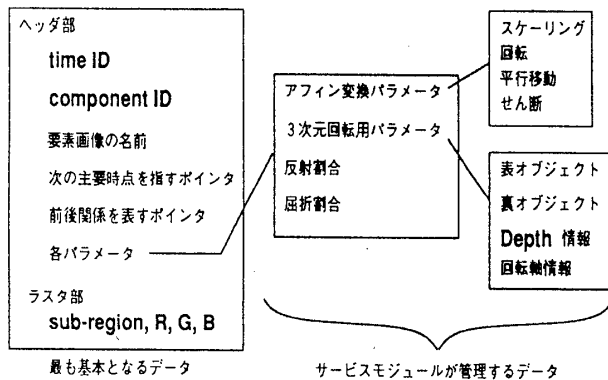 ヘッダ部
time ID
component ID
要素画像の名前
次の主要時点を指すポインタ
前後関係を表すポインタ
各パラメータ
ラスタ部
sub-region, R, G, B
最も基本となるデータ
アフィン変換パラメータ
3次元回転用パラメータ
反射割合
屈折割合
スケーリング
回転
平行移動
せん断
表オブジェクト
裏オブジェクト
Depth 情報
回転軸情報
サービスモジュールが管理するデータ